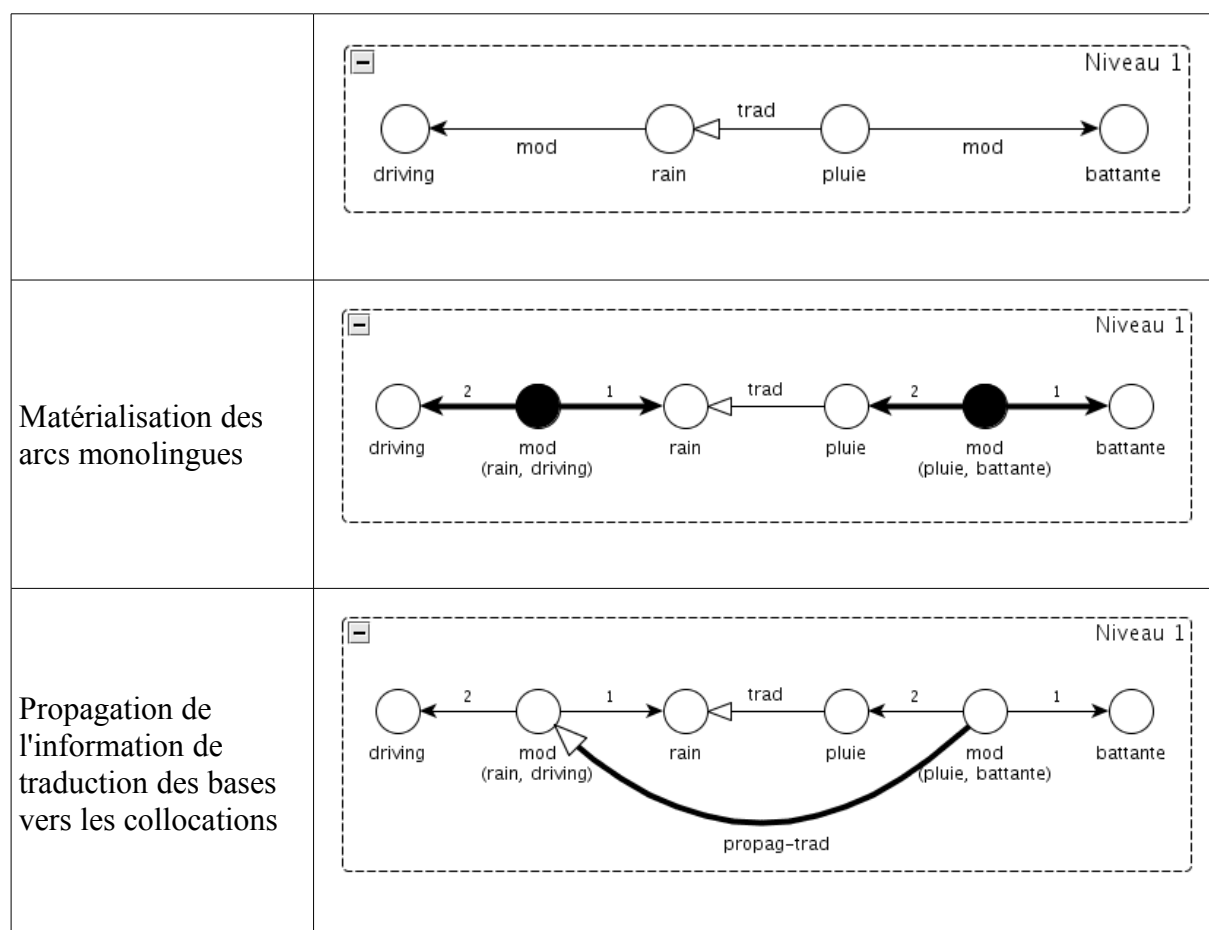 Niveau 1
trad
mod mod
driving rain pluie battante
Matérialisation des
arcs monolingues
Niveau 1
2 1 trad 2 1
driving mod rain pluie mod battante
(rain, driving) (pluie, battante)
Propagation de
l'information de
traduction des bases
vers les collocations
Niveau 1
2 1 trad 2 1
driving mod rain pluie mod battante
(rain, driving) (pluie, battante)
propag-trad